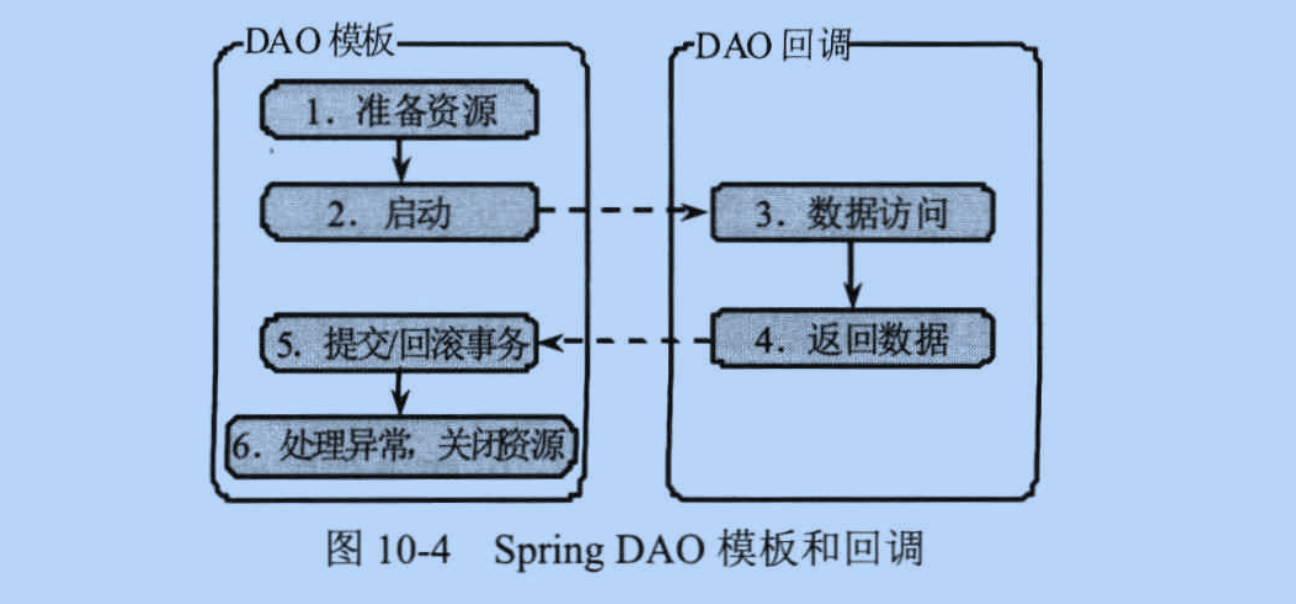 DAO 模板
DAO 回调
1. 准备资源
2. 启动
3. 数据访问
5. 提交/回滚事务
4. 返回数据
6. 处理异常，关闭资源
图 10-4 Spring DAO 模板和回调